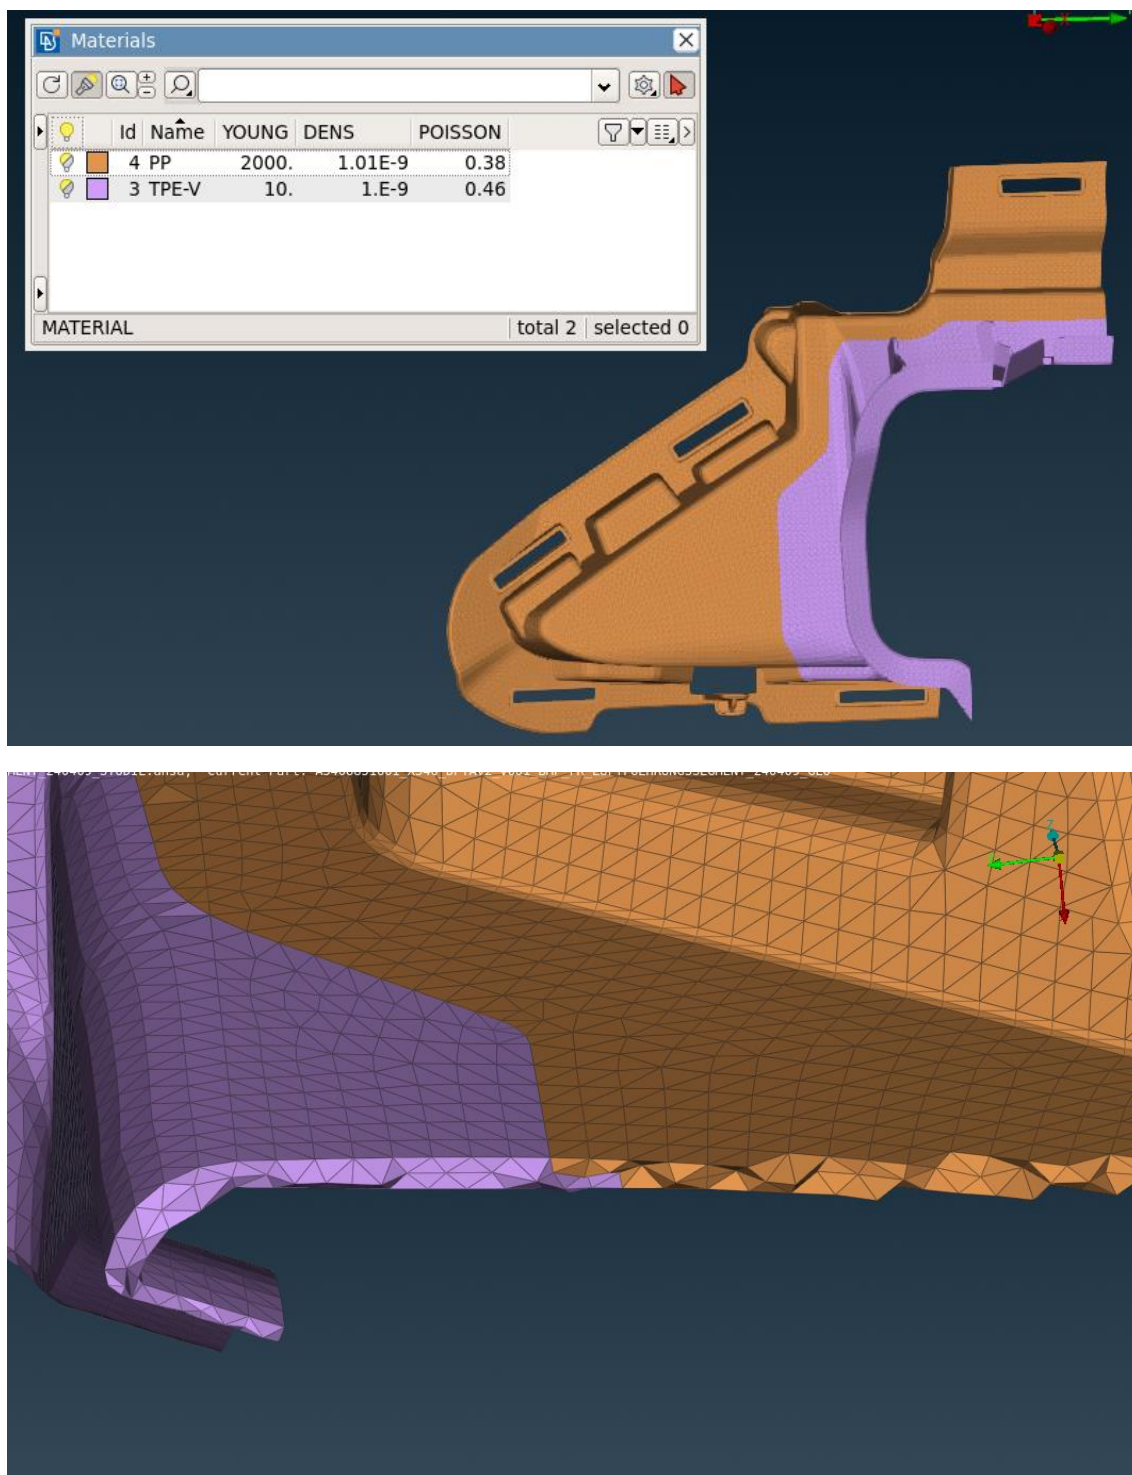 Materials
Id Name YOUNG DENS POISSON
4 PP 2000. 1.01E-9 0.38
3 TPE-V 10. 1.E-9 0.46
MATERIAL total 2 selected 0
Z